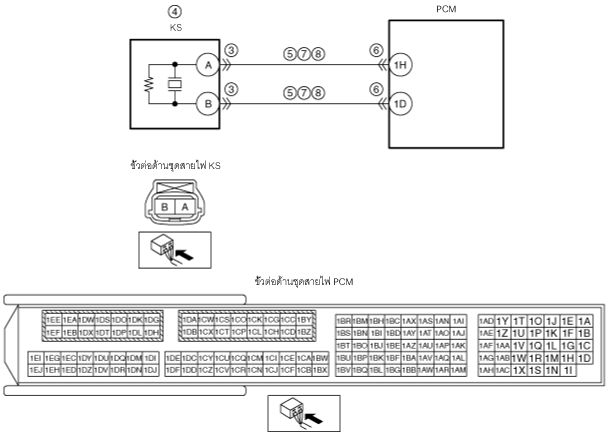 ④
KS
PCM
A ③ ⑤⑦⑧ ⑥ 1H
B ③ ⑤⑦⑧ ⑥ 1D
ขั้วต่อด้านชุดสายไฟ KS
B A
ขั้วต่อด้านชุดสายไฟ PCM
1EE 1EA 1DW 1DS 1DO 1DK 1DG 1DA 1CW 1CS 1CO 1CK 1CG 1CC 1BY 1BR 1BM 1BH 1BC 1AX 1AS 1AN 1AI 1AD 1Y 1T 1O 1J 1E 1A
1EF 1EB 1DX 1DT 1DP 1DL 1DH 1DB 1CX 1CT 1CP 1CL 1CH 1CD 1BZ 1BS 1BN 1BI 1BD 1AY 1AT 1AO 1AJ 1AE 1Z 1U 1P 1K 1F 1B
1BT 1BO 1BJ 1BE 1AZ 1AU 1AP 1AK 1AF 1AA 1V 1Q 1L 1G 1C
1EI 1EG 1EC 1DY 1DU 1DQ 1DM 1DI 1DE 1DC 1CY 1CU 1CQ 1CM 1CI 1CE 1CA 1BW 1BU 1BP 1BK 1BF 1BA 1AV 1AQ 1AL 1AG 1AB 1W 1R 1M 1H 1D
1EJ 1EH 1ED 1DZ 1DV 1DR 1DN 1DJ 1DF 1DD 1CZ 1CV 1CR 1CN 1CJ 1CF 1CB 1BX 1BV 1BQ 1BL 1BG 1BB 1AW 1AR 1AM 1AH 1AC 1X 1S 1N 1I